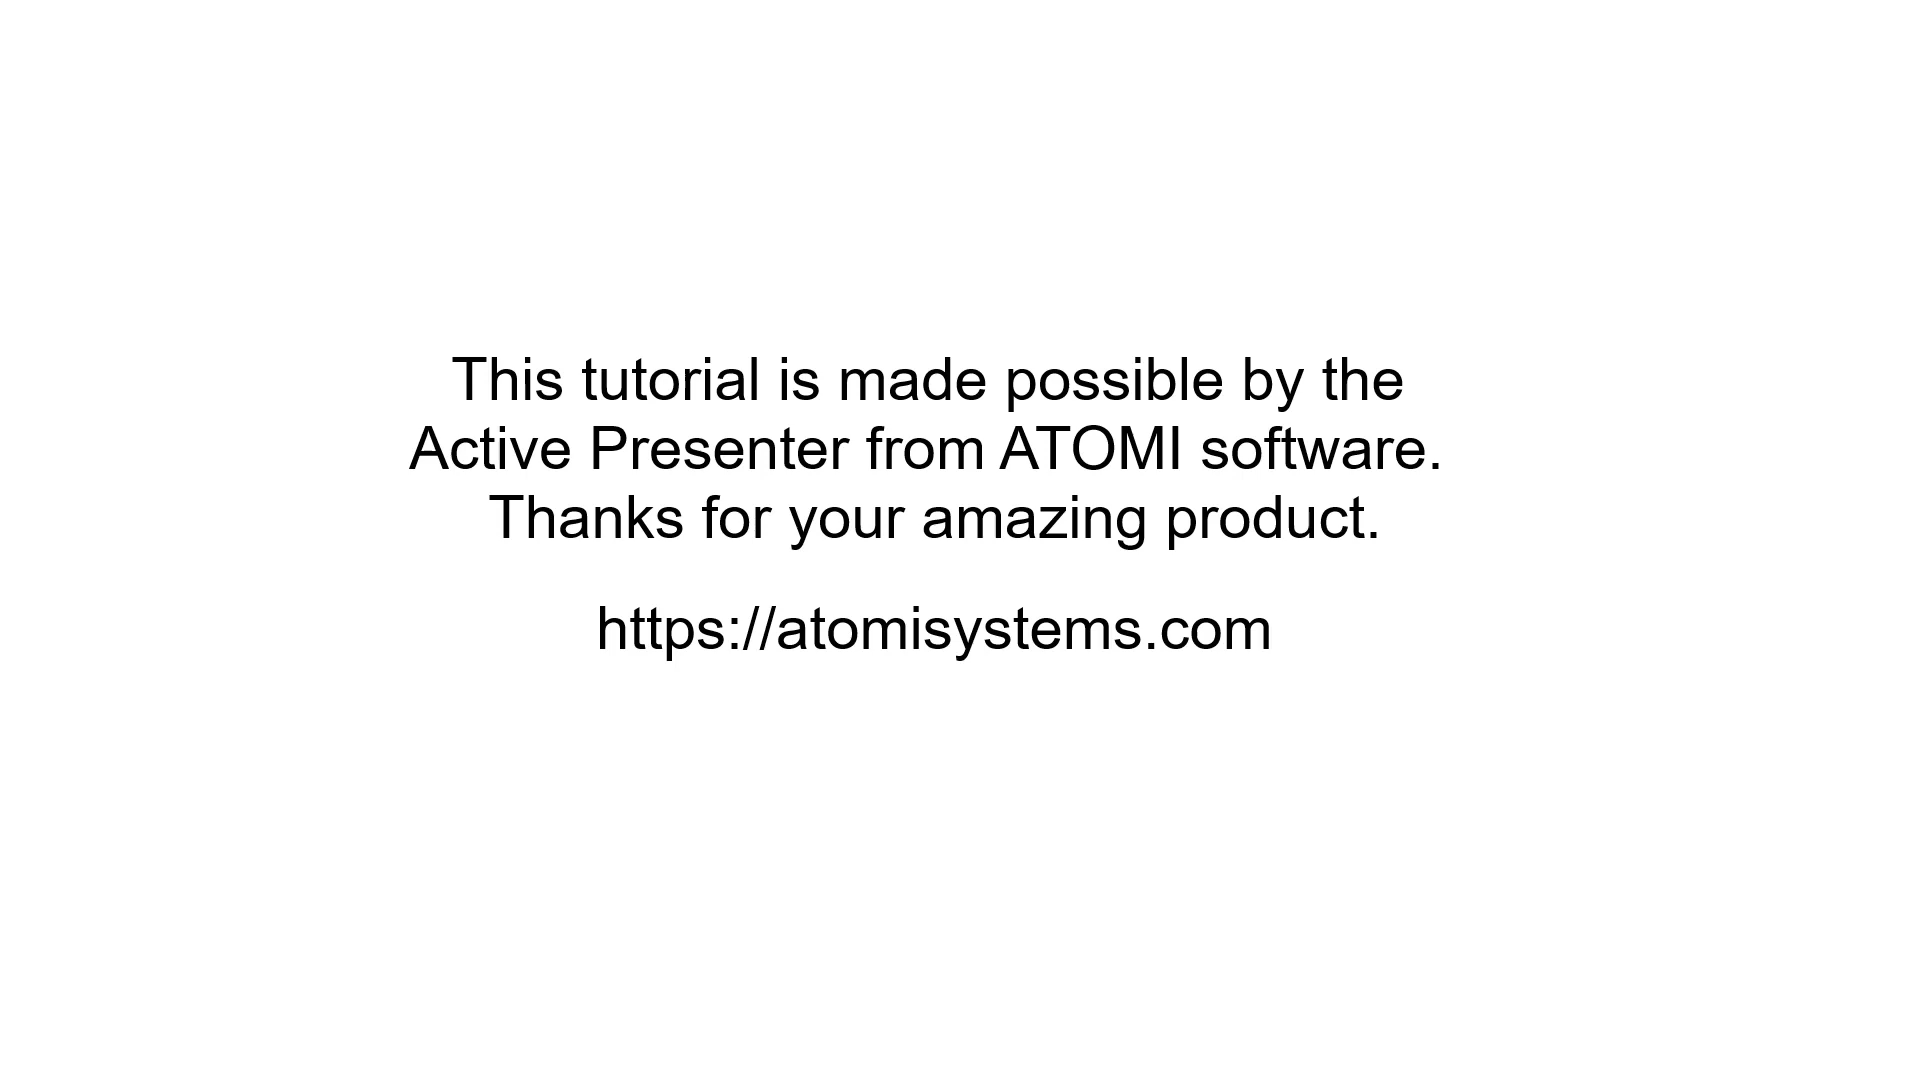 This tutorial is made possible by the
Active Presenter from ATOMI software.
Thanks for your amazing product.
https://atomisystems.com